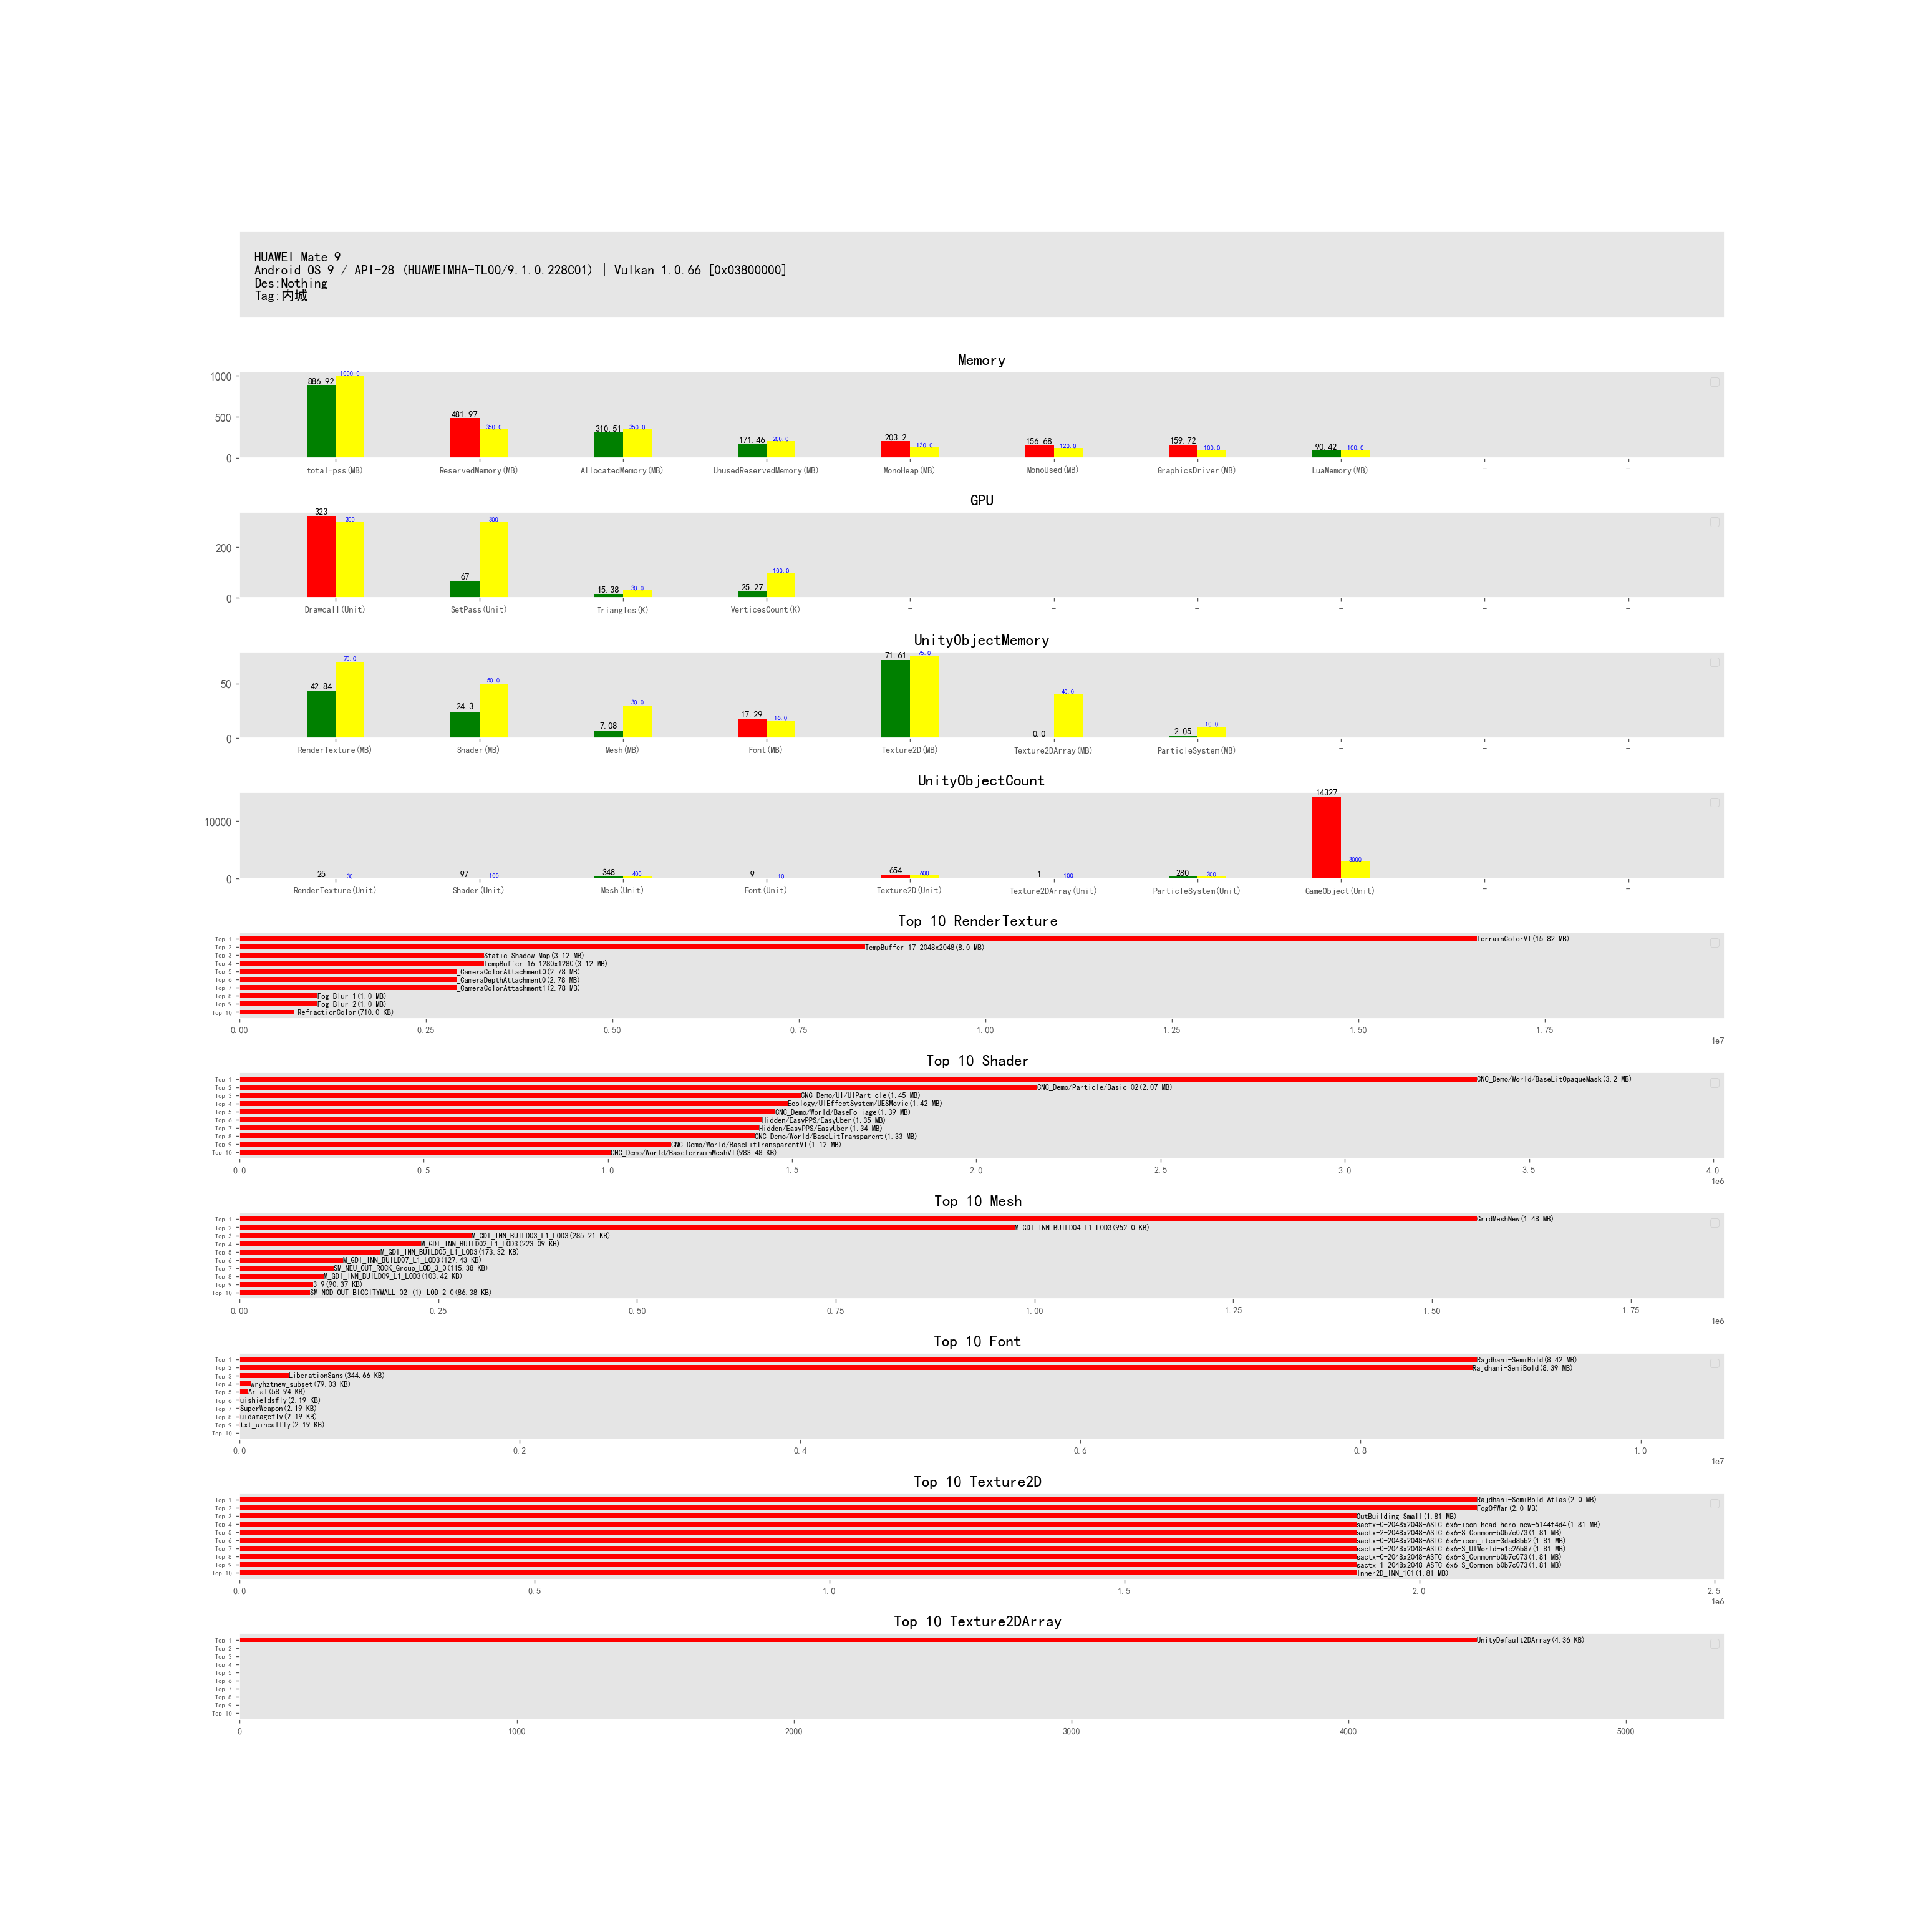 HUAWEI Mate 9
Android OS 9 / API-28 (HUAWEIMHA-TL00/9.1.0.228C01) | Vulkan 1.0.66 [0x03800000]
Des:Nothing
Tag:内城
Memory
1000
500
0
886.92 1000.0
481.97 350.0
310.51 350.0
171.46 200.0
203.2 130.0
156.68 120.0
159.72 100.0
90.42 100.0
total-pss(MB) ReservedMemory(MB) AllocatedMemory(MB) UnusedReservedMemory(MB) MonoHeap(MB) MonoUsed(MB) GraphicsDriver(MB) LuaMemory(MB) - -
GPU
200
0
323 300
67 300
15.38 30.0
25.27 100.0
Drawcall(Unit) SetPass(Unit) Triangles(K) VerticesCount(K) - - - - - -
UnityObjectMemory
50
0
42.84 70.0
24.3 50.0
7.08 30.0
17.29 16.0
71.61 75.0
0.0 40.0
2.05 10.0
RenderTexture(MB) Shader(MB) Mesh(MB) Font(MB) Texture2D(MB) Texture2DArray(MB) ParticleSystem(MB) - - -
UnityObjectCount
10000
0
25 30
97 100
348 400
9 10
654 600
1 100
280 300
14327 3000
RenderTexture(Unit) Shader(Unit) Mesh(Unit) Font(Unit) Texture2D(Unit) Texture2DArray(Unit) ParticleSystem(Unit) GameObject(Unit) - -
Top 10 RenderTexture
Top 1 TerrainColorVT(15.82 MB)
Top 2 TempBuffer 17 2048x2048(8.0 MB)
Top 3 Static Shadow Map(3.12 MB)
Top 4 TempBuffer 16 1280x1280(3.12 MB)
Top 5 _CameraColorAttachment0(2.78 MB)
Top 6 _CameraDepthAttachment0(2.78 MB)
Top 7 _CameraColorAttachment1(2.78 MB)
Top 8 Fog Blur 1(1.0 MB)
Top 9 Fog Blur 2(1.0 MB)
Top 10 _RefractionColor(710.0 KB)
0.00 0.25 0.50 0.75 1.00 1.25 1.50 1.75
1e7
Top 10 Shader
Top 1 CNC_Demo/World/BaseLitOpaqueMask(3.2 MB)
Top 2 CNC_Demo/Particle/Basic 02(2.07 MB)
Top 3 CNC_Demo/UI/UIParticle(1.45 MB)
Top 4 Ecology/UIEffectSystem/UESMovie(1.42 MB)
Top 5 CNC_Demo/World/BaseFoliage(1.39 MB)
Top 6 Hidden/EasyPPS/EasyUber(1.35 MB)
Top 7 Hidden/EasyPPS/EasyUber(1.34 MB)
Top 8 CNC_Demo/World/BaseLitTransparent(1.33 MB)
Top 9 CNC_Demo/World/BaseLitTransparentVT(1.12 MB)
Top 10 CNC_Demo/World/BaseTerrainMeshVT(983.48 KB)
0.0 0.5 1.0 1.5 2.0 2.5 3.0 3.5 4.0
1e6
Top 10 Mesh
Top 1 GridMeshNew(1.48 MB)
Top 2 M_GDI_INN_BUILD04_L1_LOD3(952.0 KB)
Top 3 M_GDI_INN_BUILD03_L1_LOD3(285.21 KB)
Top 4 M_GDI_INN_BUILD02_L1_LOD3(223.09 KB)
Top 5 M_GDI_INN_BUILD05_L1_LOD3(173.32 KB)
Top 6 M_GDI_INN_BUILD07_L1_LOD3(127.43 KB)
Top 7 SM_NEU_OUT_ROCK_Group_LOD_3_0(115.38 KB)
Top 8 M_GDI_INN_BUILD09_L1_LOD3(103.42 KB)
Top 9 3_9(90.37 KB)
Top 10 SM_NOD_OUT_BIGCITYWALL_02 (1)_LOD_2_0(86.38 KB)
0.00 0.25 0.50 0.75 1.00 1.25 1.50 1.75
1e6
Top 10 Font
Top 1 Rajdhani-SemiBold(8.42 MB)
Top 2 Rajdhani-SemiBold(8.39 MB)
Top 3 LiberationSans(344.66 KB)
Top 4 wryhztnew_subset(79.03 KB)
Top 5 Arial(58.94 KB)
Top 6 uishieldsfly(2.19 KB)
Top 7 SuperWeapon(2.19 KB)
Top 8 uidamagefly(2.19 KB)
Top 9 txt_uihealfly(2.19 KB)
Top 10
0.0 0.2 0.4 0.6 0.8 1.0
1e7
Top 10 Texture2D
Top 1 Rajdhani-SemiBold Atlas(2.0 MB)
Top 2 FogOfWar(2.0 MB)
Top 3 OutBuilding_Small(1.81 MB)
Top 4 sactx-0-2048x2048-ASTC 6x6-icon_head_hero_new-5144f4d4(1.81 MB)
Top 5 sactx-2-2048x2048-ASTC 6x6-S_Common-b0b7c073(1.81 MB)
Top 6 sactx-0-2048x2048-ASTC 6x6-icon_item-3dad8bb2(1.81 MB)
Top 7 sactx-0-2048x2048-ASTC 6x6-S_UIWorld-e1c26b87(1.81 MB)
Top 8 sactx-0-2048x2048-ASTC 6x6-S_Common-b0b7c073(1.81 MB)
Top 9 sactx-1-2048x2048-ASTC 6x6-S_Common-b0b7c073(1.81 MB)
Top 10 Inner2D_INN_101(1.81 MB)
0.0 0.5 1.0 1.5 2.0 2.5
1e6
Top 10 Texture2DArray
Top 1 UnityDefault2DArray(4.36 KB)
Top 2
Top 3
Top 4
Top 5
Top 6
Top 7
Top 8
Top 9
Top 10
0 1000 2000 3000 4000 5000